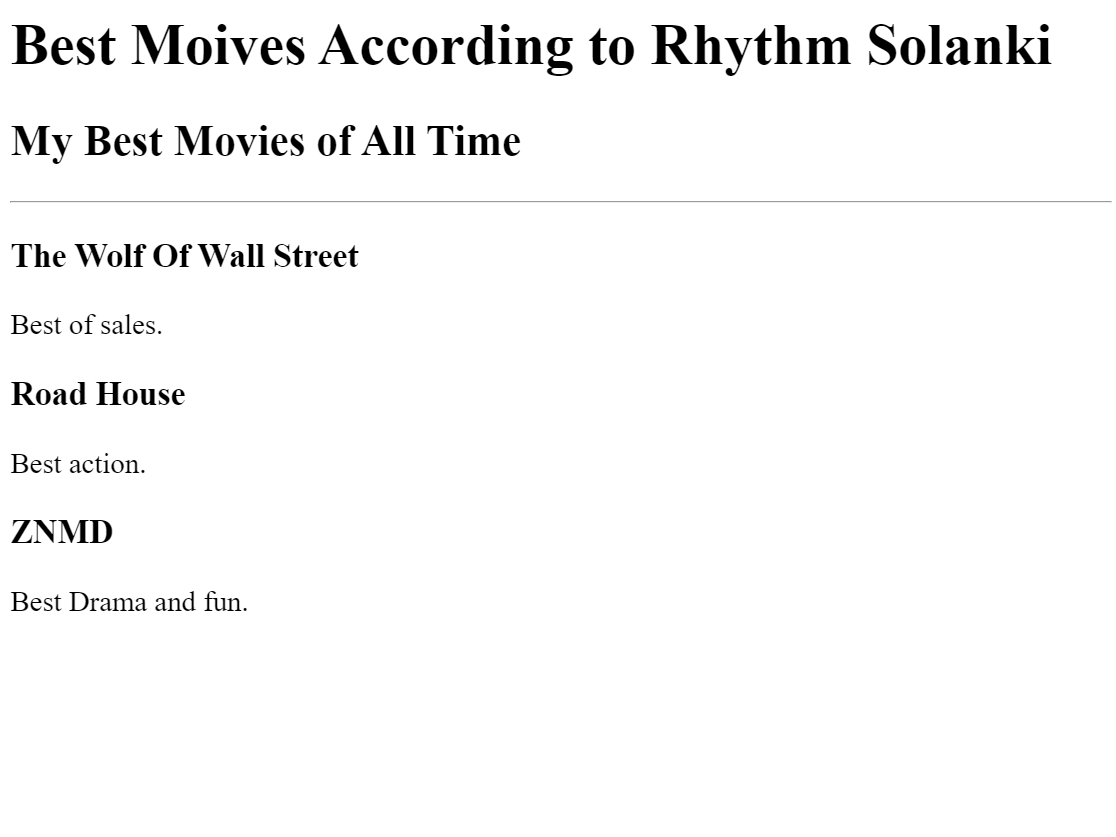 Best Moives According to Rhythm Solanki
My Best Movies of All Time
The Wolf Of Wall Street
Best of sales.
Road House
Best action.
ZNMD
Best Drama and fun.